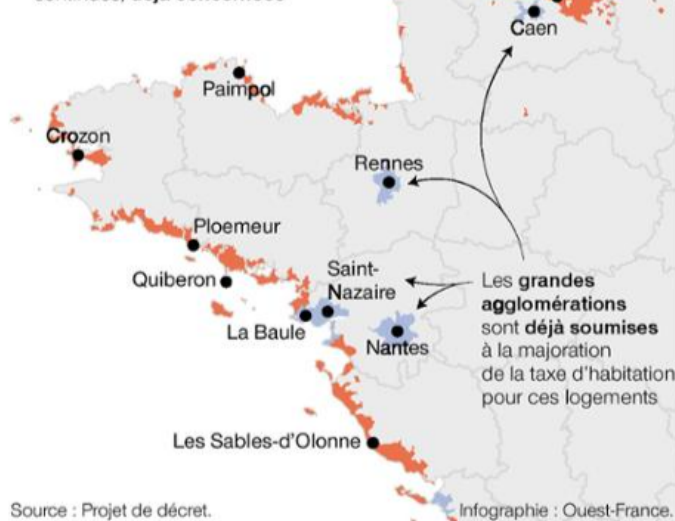 Caen
Paimpol
Crozon
Rennes
Ploemeur
Quiberon
Saint-
Nazaire
La Baule
Nantes
Les grandes
agglomérations
sont déjà soumises
à la majoration
de la taxe d'habitation
pour ces logements
Les Sables-d'Olonne
Source : Projet de décret.
Infographie : Ouest-France.